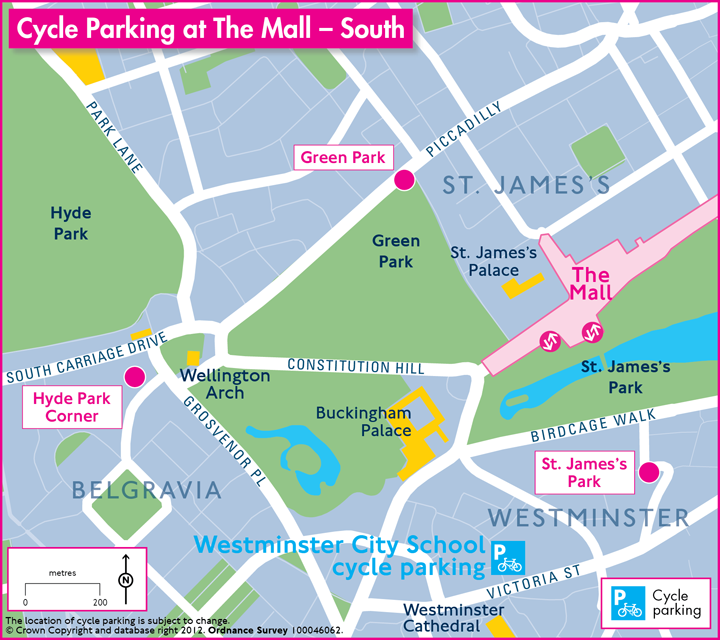 Cycle Parking at The Mall – South
PARK LANE
PICCADILLY
Green Park
ST. JAMES'S
Hyde
Park
Green
Park
St. James's
Palace
The
Mall
SOUTH CARRIAGE DRIVE
CONSTITUTION HILL
St. James's
Park
Wellington
Arch
Hyde Park
Corner
GROSVENOR PL
Buckingham
Palace
BIRDCAGE WALK
St. James's
Park
BELGRAVIA
WESTMINSTER
Westminster City School
cycle parking
P
VICTORIA ST
metres
0 200
N
Westminster
Cathedral
P
Cycle
parking
The location of cycle parking is subject to change.
© Crown Copyright and database right 2012. Ordnance Survey 100046062.